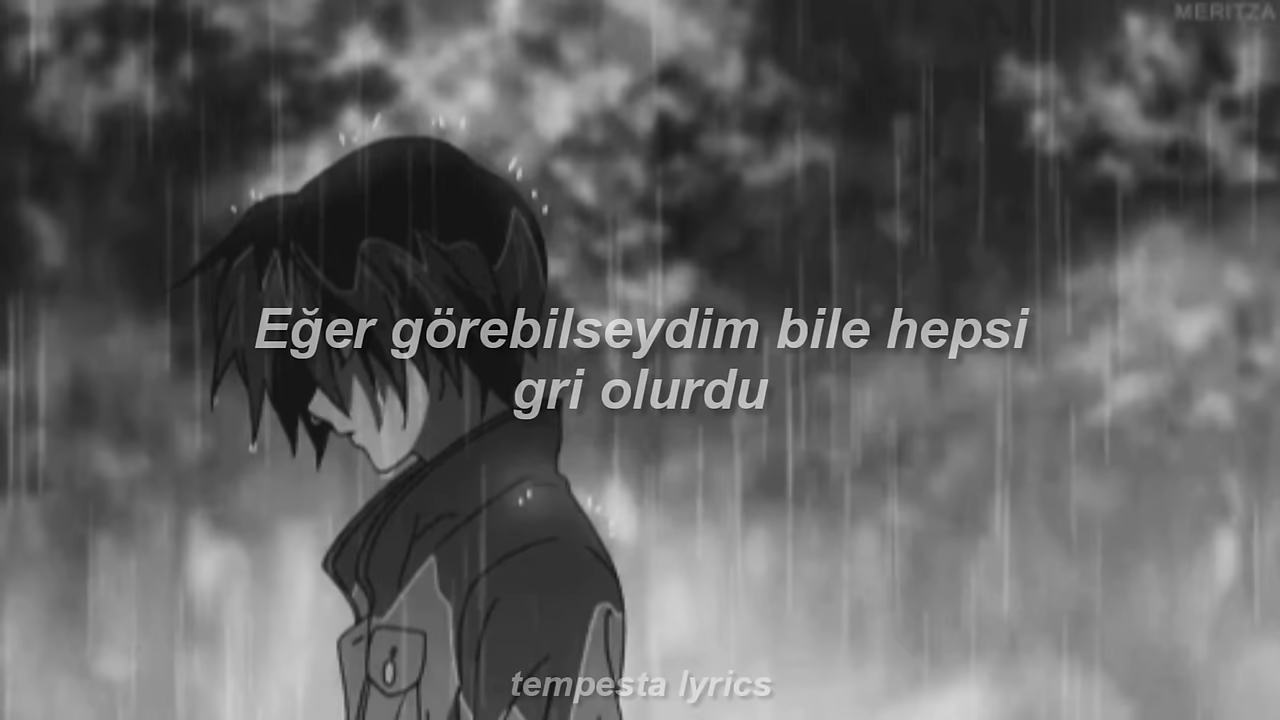 MERITZA
Eğer görebilseydim bile hepsi
gri olurdu
tempesta lyrics